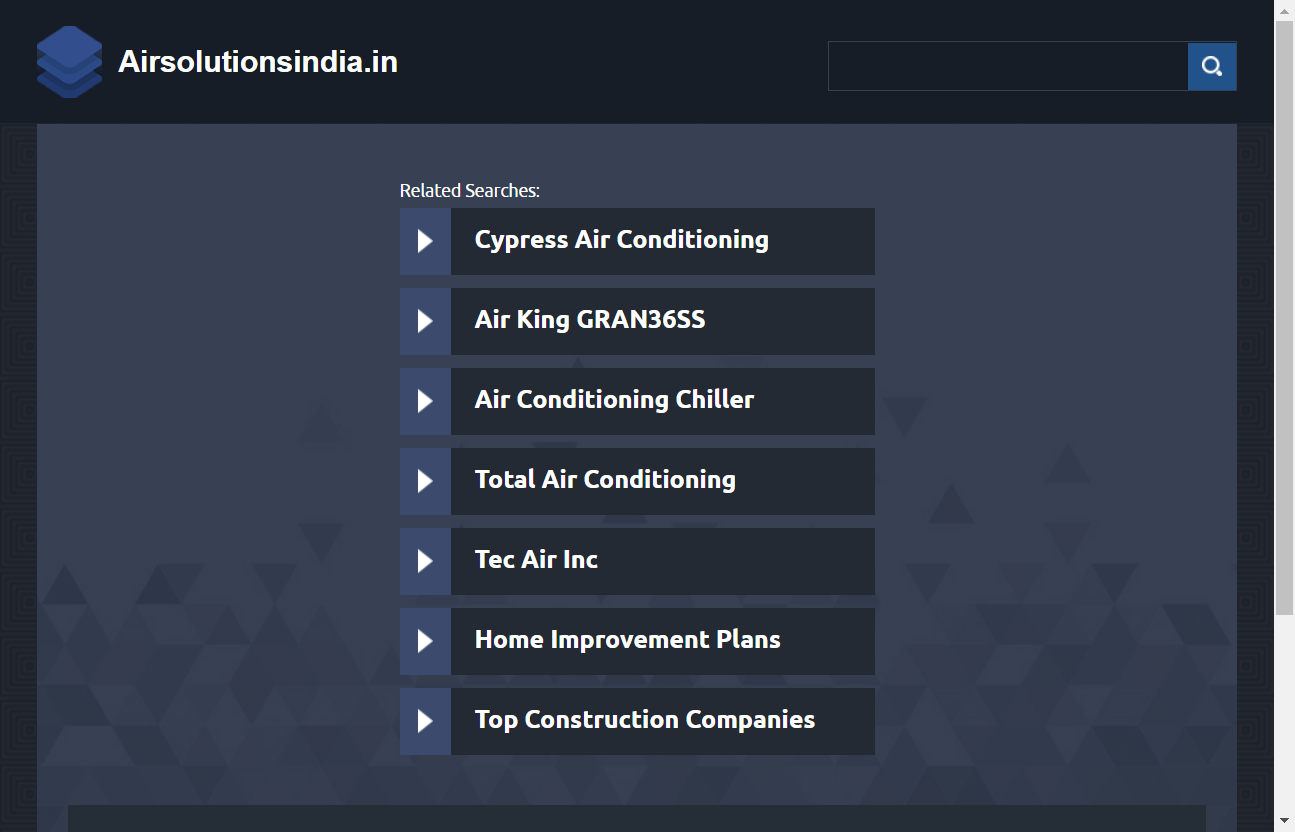 Airsolutionsindia.in
Related Searches:
Cypress Air Conditioning
Air King GRAN36SS
Air Conditioning Chiller
Total Air Conditioning
Tec Air Inc
Home Improvement Plans
Top Construction Companies